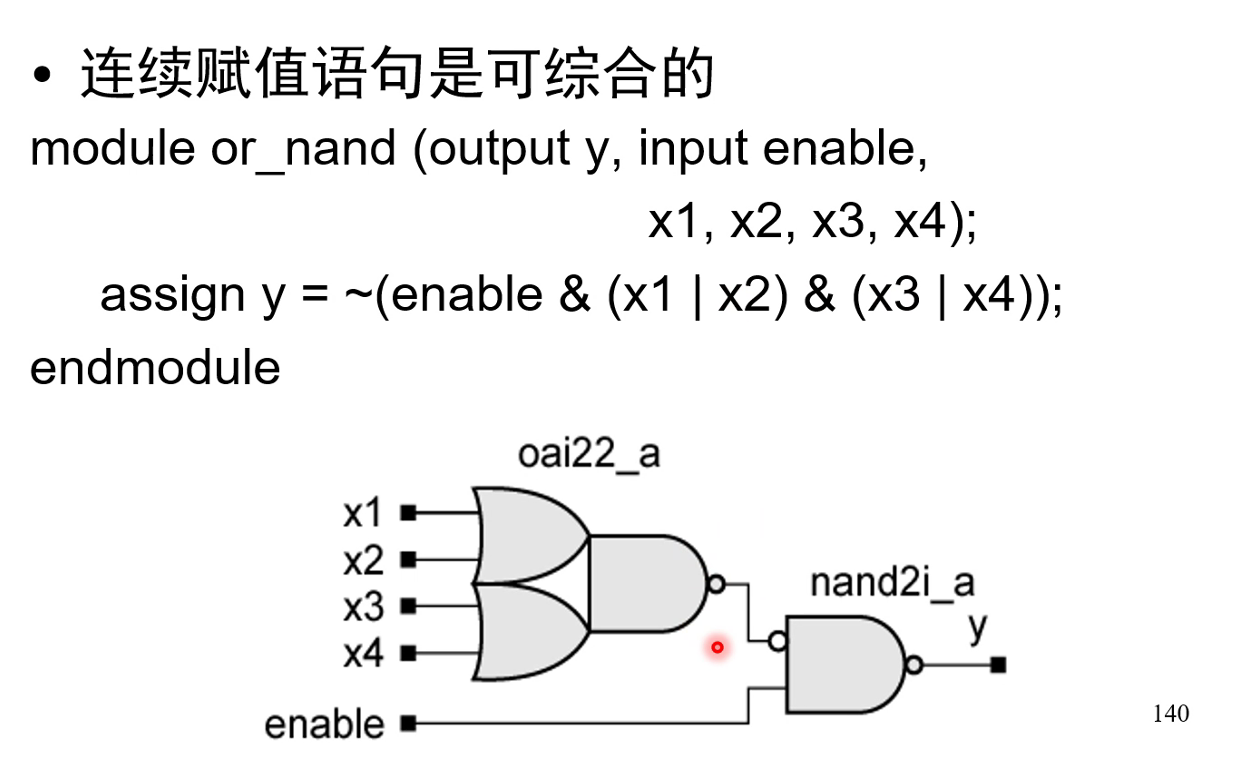 • 连续赋值语句是可综合的
module or_nand (output y, input enable,
x1, x2, x3, x4);
assign y = ~(enable & (x1 | x2) & (x3 | x4));
endmodule
oai22_a
x1
x2
x3
x4
nand2i_a
y
enable
140